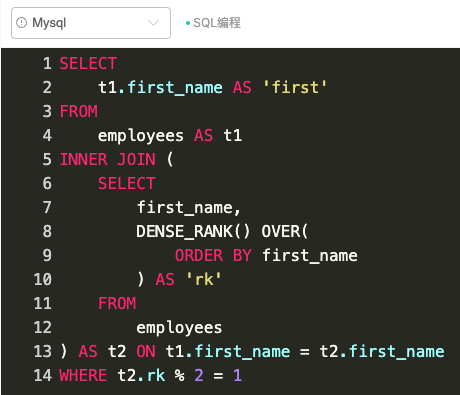 Mysql
SQL编程
1 SELECT
2     t1.first_name AS 'first'
3 FROM
4     employees AS t1
5 INNER JOIN (
6     SELECT
7         first_name,
8         DENSE_RANK() OVER(
9             ORDER BY first_name
10         ) AS 'rk'
11     FROM
12         employees
13 ) AS t2 ON t1.first_name = t2.first_name
14 WHERE t2.rk % 2 = 1